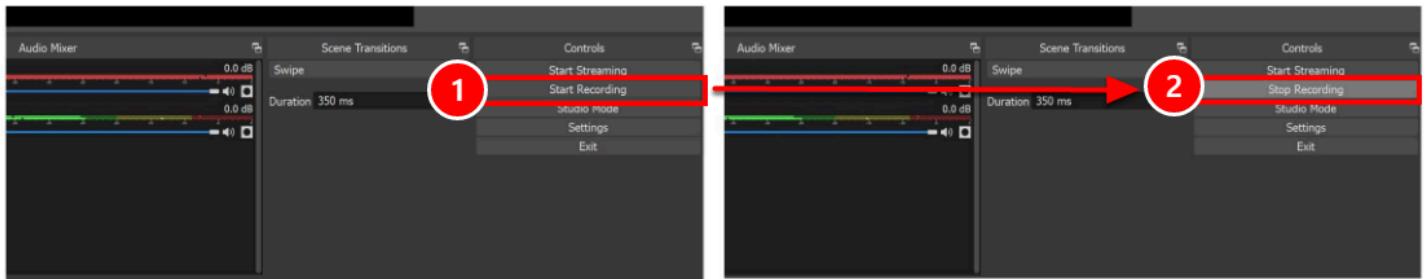 Audio Mixer
Scene Transitions
Controls
0.0 dB
Swipe
Start Streaming
1
Start Recording
0.0 dB
Duration 350 ms
Studio Mode
Settings
Exit
Audio Mixer
Scene Transitions
Controls
0.0 dB
Swipe
Start Streaming
2
Stop Recording
0.0 dB
Duration 350 ms
Studio Mode
Settings
Exit